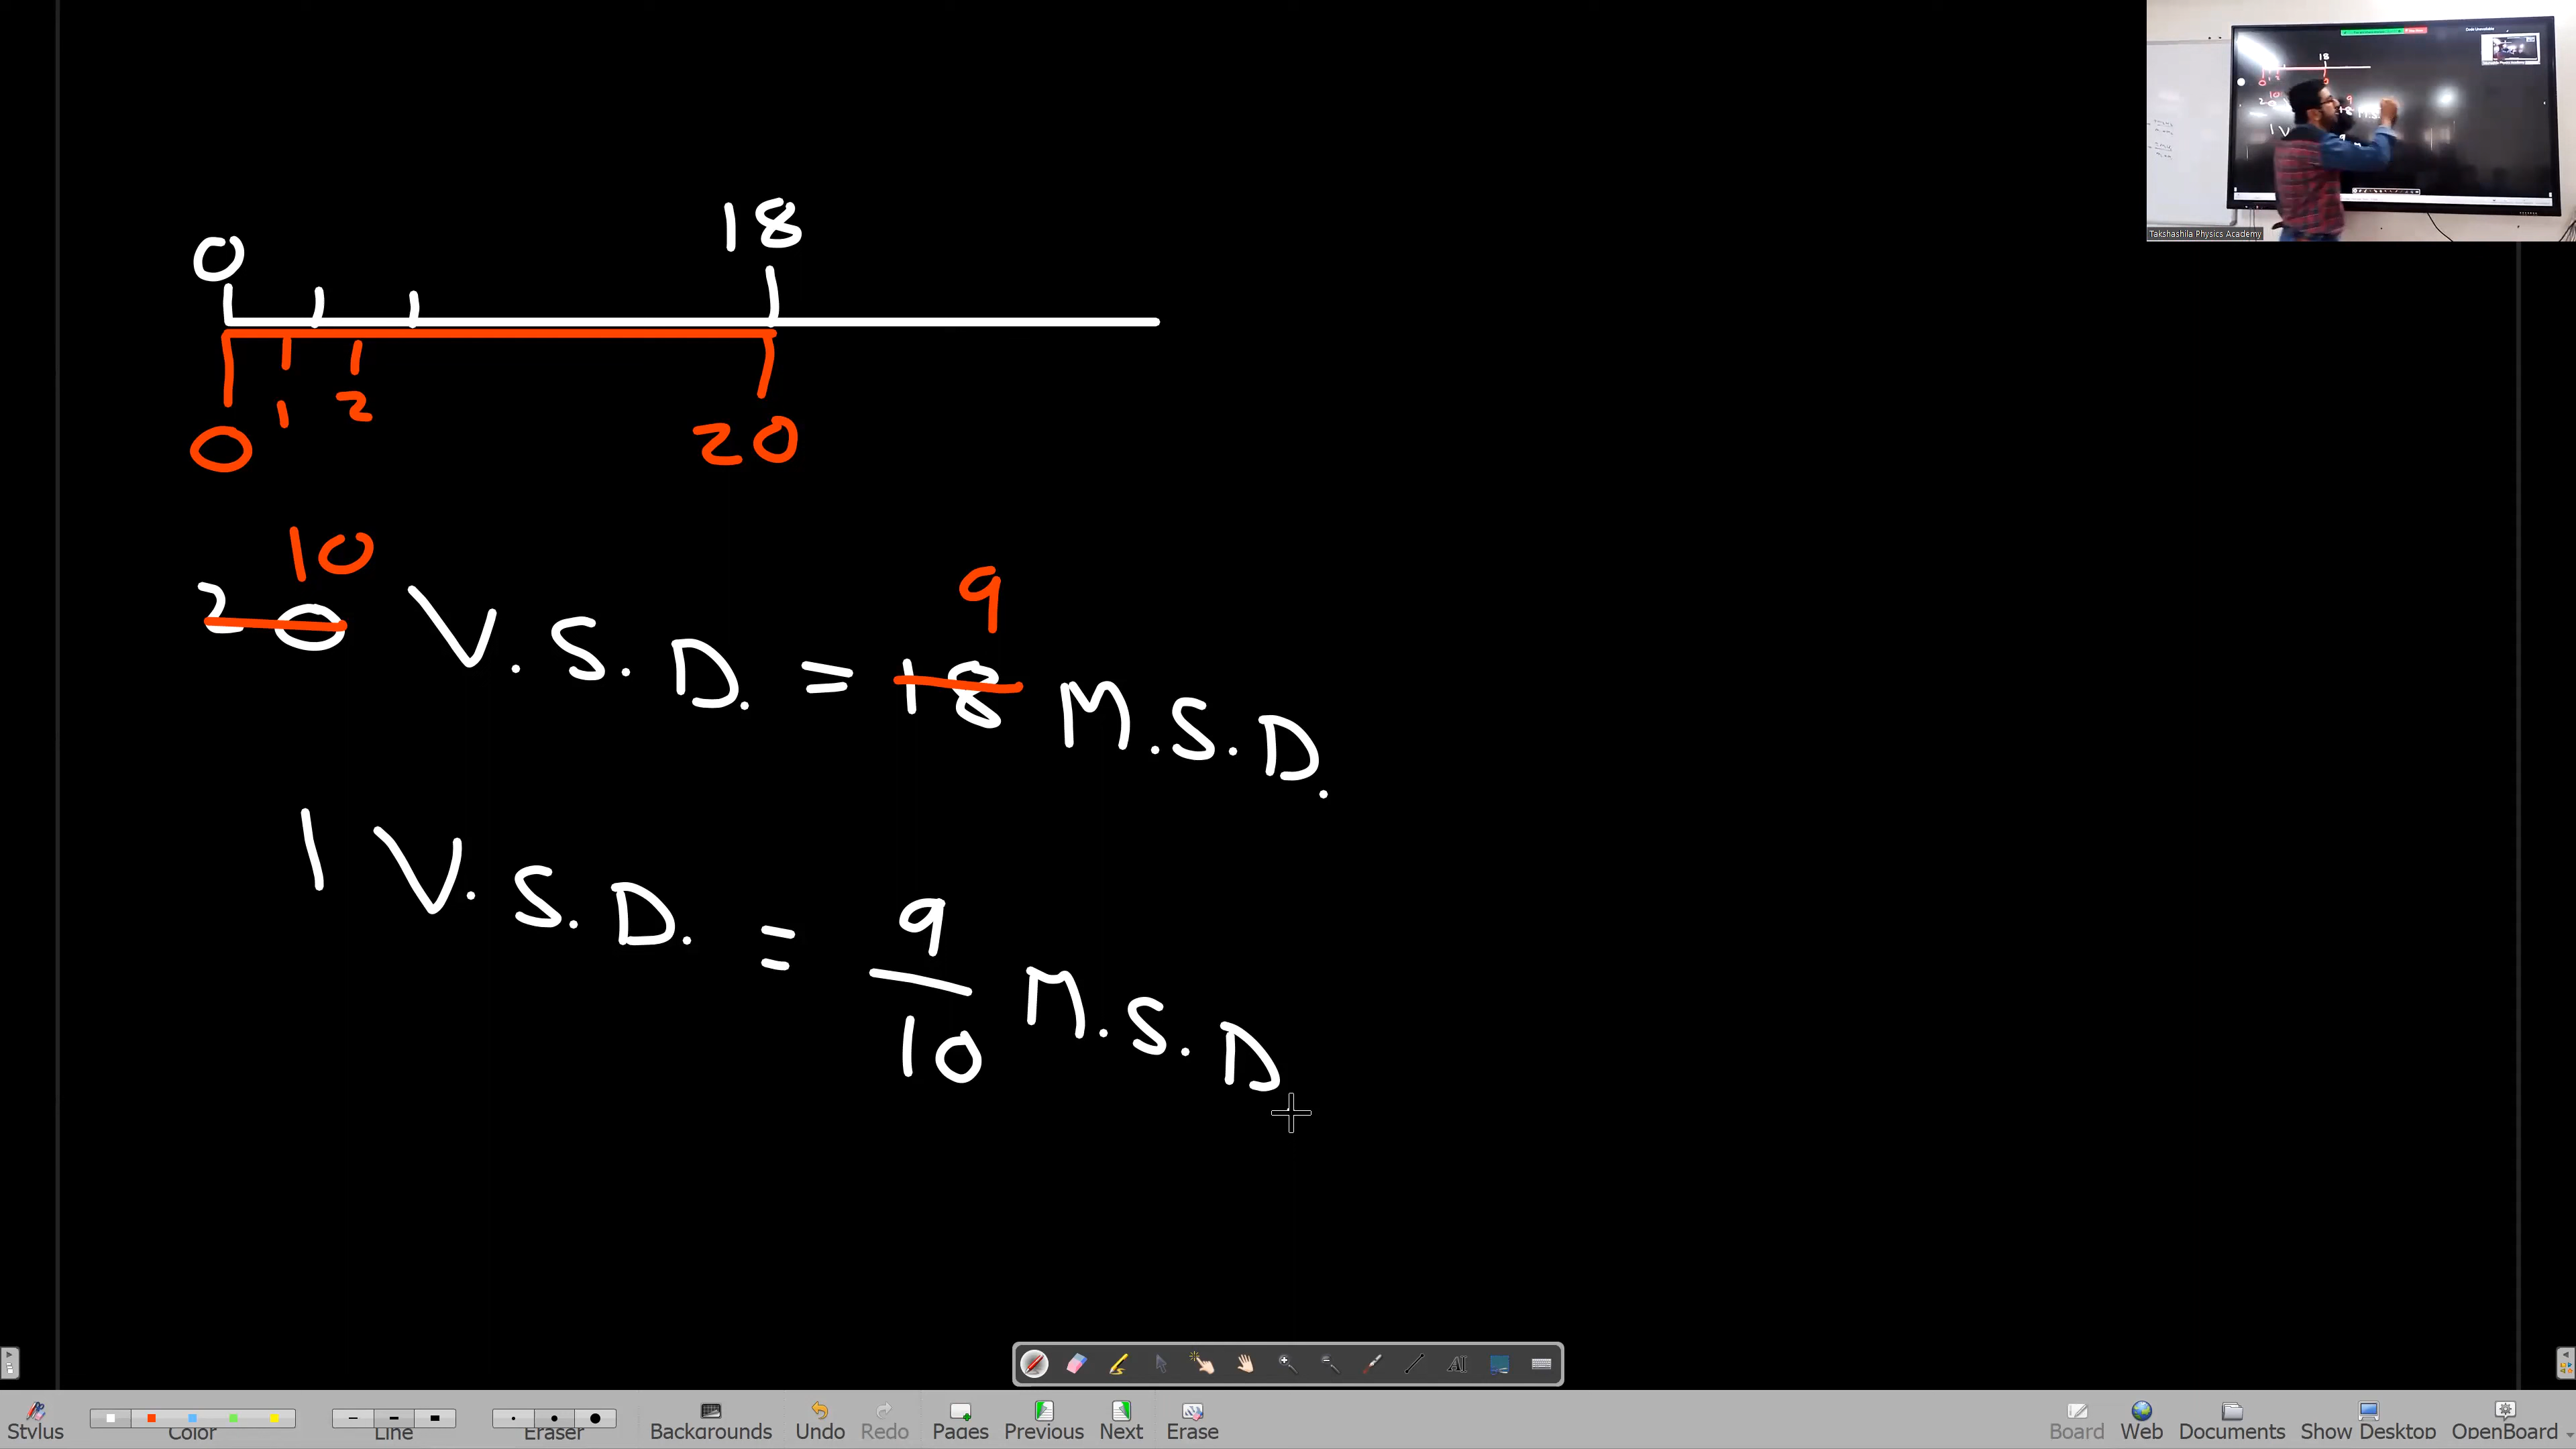 0 18
0 1 2 20
10 9
20 V.S.D. = 18 M.S.D.
1 V.S.D. = 9/10 M.S.D
Takshashila Physics Academy
Stylus Color Line Eraser Backgrounds Undo Redo Pages Previous Next Erase Board Web Documents Show Desktop OpenBoard